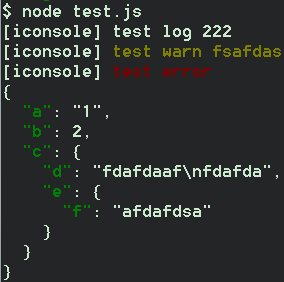 $ node test.js
[iconsole] test log 222
[iconsole] test warn fsafdas
[iconsole] test error
{
  "a": "1",
  "b": 2,
  "c": {
    "d": "fdafdaaf\nfdafda",
    "e": {
      "f": "afdafdsa"
    }
  }
}